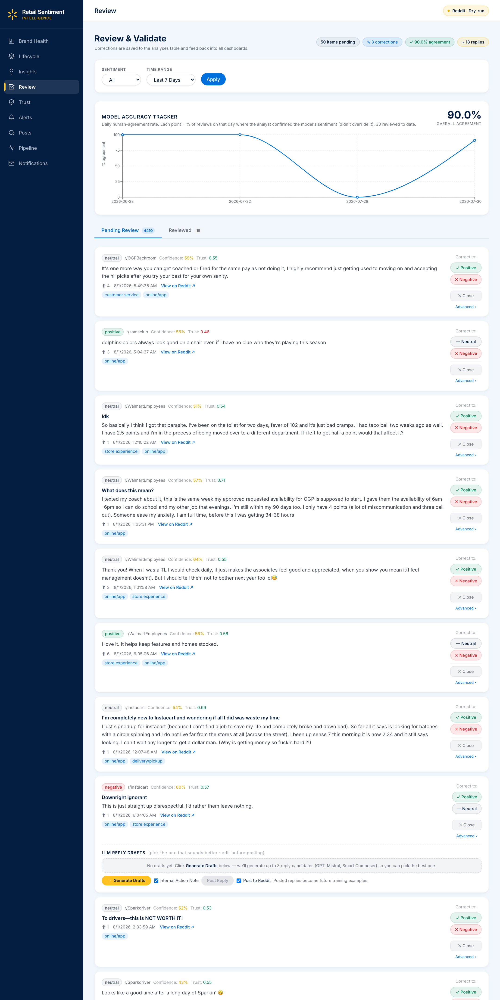 Retail Sentiment
INTELLIGENCE
Brand Health
Lifecycle
Insights
Review
Trust
Alerts
Posts
Pipeline
Notifications
Review
Reddit · Dry-run
Review & Validate
Corrections are saved to the analyses table and feed back into all dashboards.
50 items pending
✎ 3 corrections
✓ 90.0% agreement
✉ 18 replies
SENTIMENT
TIME RANGE
All
Last 7 Days
Apply
MODEL ACCURACY TRACKER
Daily human-agreement rate. Each point = % of reviews on that day where the analyst confirmed the model's sentiment (didn't override it). 30 reviewed to date.
90.0%
OVERALL AGREEMENT
% agreement
100
75
50
25
0
2026-06-28
2026-07-22
2026-07-29
2026-07-30
Pending Review 4410
Reviewed 15
neutral r/OGPBackroom Confidence: 59% Trust: 0.55
It's one more way you can get coached or fired for the same pay as not doing it, I highly recommend just getting used to moving on and accepting
the nil picks after you try your best for your own sanity.
⬆ 4 8/1/2026, 5:49:36 AM View on Reddit ↗
customer service online/app
Correct to:
✓ Positive
✕ Negative
✕ Close
Advanced ▾
positive r/samsclub Confidence: 55% Trust: 0.46
dolphins colors always look good on a chair even if i have no clue who they're playing this season
⬆ 3 8/1/2026, 5:04:37 AM View on Reddit ↗
online/app
Correct to:
— Neutral
✕ Negative
✕ Close
Advanced ▾
neutral r/WalmartEmployees Confidence: 51% Trust: 0.54
Idk
So basically I think i got that parasite. I’ve been on the toilet for two days, fever of 102 and it’s just bad cramps. I had taco bell two weeks ago as well.
I have 2.5 points and i’m in the process of being moved over to a different department. If i left to get half a point would that affect it?
⬆ 1 8/1/2026, 12:10:22 AM View on Reddit ↗
store experience online/app
Correct to:
✓ Positive
✕ Negative
✕ Close
Advanced ▾
neutral r/WalmartEmployees Confidence: 57% Trust: 0.71
What does this mean?
I texted my coach about it, this is the same week my approved requested availability for OGP is supposed to start. I gave them the availability of 6am
-6pm so I can do school and my other job that evenings. I’m still within my 90 days too. I only have 4 points (a lot of miscommunication and three call
out). Someone ease my anxiety. I am full time, before this I was getting 34-38 hours
⬆ 1 8/1/2026, 1:05:31 PM View on Reddit ↗
online/app
Correct to:
✓ Positive
✕ Negative
✕ Close
Advanced ▾
neutral r/WalmartEmployees Confidence: 64% Trust: 0.55
Thank you! When I was a TL I would check daily, it just makes the associates feel good and appreciated, when you show you mean it(I feel
management doesn’t). But I should tell them not to bother next year too lol😅
⬆ 3 8/1/2026, 1:01:58 AM View on Reddit ↗
online/app store experience
Correct to:
✓ Positive
✕ Negative
✕ Close
Advanced ▾
positive r/WalmartEmployees Confidence: 56% Trust: 0.56
I love it. It helps keep features and homes stocked.
⬆ 6 8/1/2026, 6:05:06 AM View on Reddit ↗
store experience online/app
Correct to:
— Neutral
✕ Negative
✕ Close
Advanced ▾
neutral r/instacart Confidence: 54% Trust: 0.69
I'm completely new to Instacart and wondering if all I did was waste my time
I just signed up for instacart (because I can't find a job to save my life and completely broke and down bad). So far all it says is looking for batches
with a circle spinning and I do not live far from the stores at all (across the street). I been up sense 7 this morning it is now 2:34 and it still says
looking. I can't wait any longer to get a dollar man. (Why is getting money so fuckin hard!?!)
⬆ 1 8/1/2026, 12:07:48 AM View on Reddit ↗
online/app delivery/pickup
Correct to:
✓ Positive
✕ Negative
✕ Close
Advanced ▾
negative r/instacart Confidence: 60% Trust: 0.57
Downright ignorant
This is just straight up disrespectful. I’d rather them leave nothing.
⬆ 1 8/1/2026, 6:04:05 AM View on Reddit ↗
online/app store experience
Correct to:
✓ Positive
— Neutral
✕ Close
Advanced ▾
LLM REPLY DRAFTS (pick the one that sounds better · edit before posting)
No drafts yet. Click Generate Drafts below — we'll generate up to 3 reply candidates (GPT, Mistral, Smart Composer) so you can pick the best one.
Generate Drafts Internal Action Note Post Reply Post to Reddit Posted replies become future training examples.
neutral r/Sparkdriver Confidence: 52% Trust: 0.53
To drivers—this is NOT WORTH IT!
⬆ 1 8/1/2026, 2:33:59 AM View on Reddit ↗
online/app
Correct to:
✓ Positive
✕ Negative
✕ Close
Advanced ▾
neutral r/Sparkdriver Confidence: 43% Trust: 0.55
Looks like a good time after a long day of Sparkin’ 🤣
Correct to:
✓ Positive